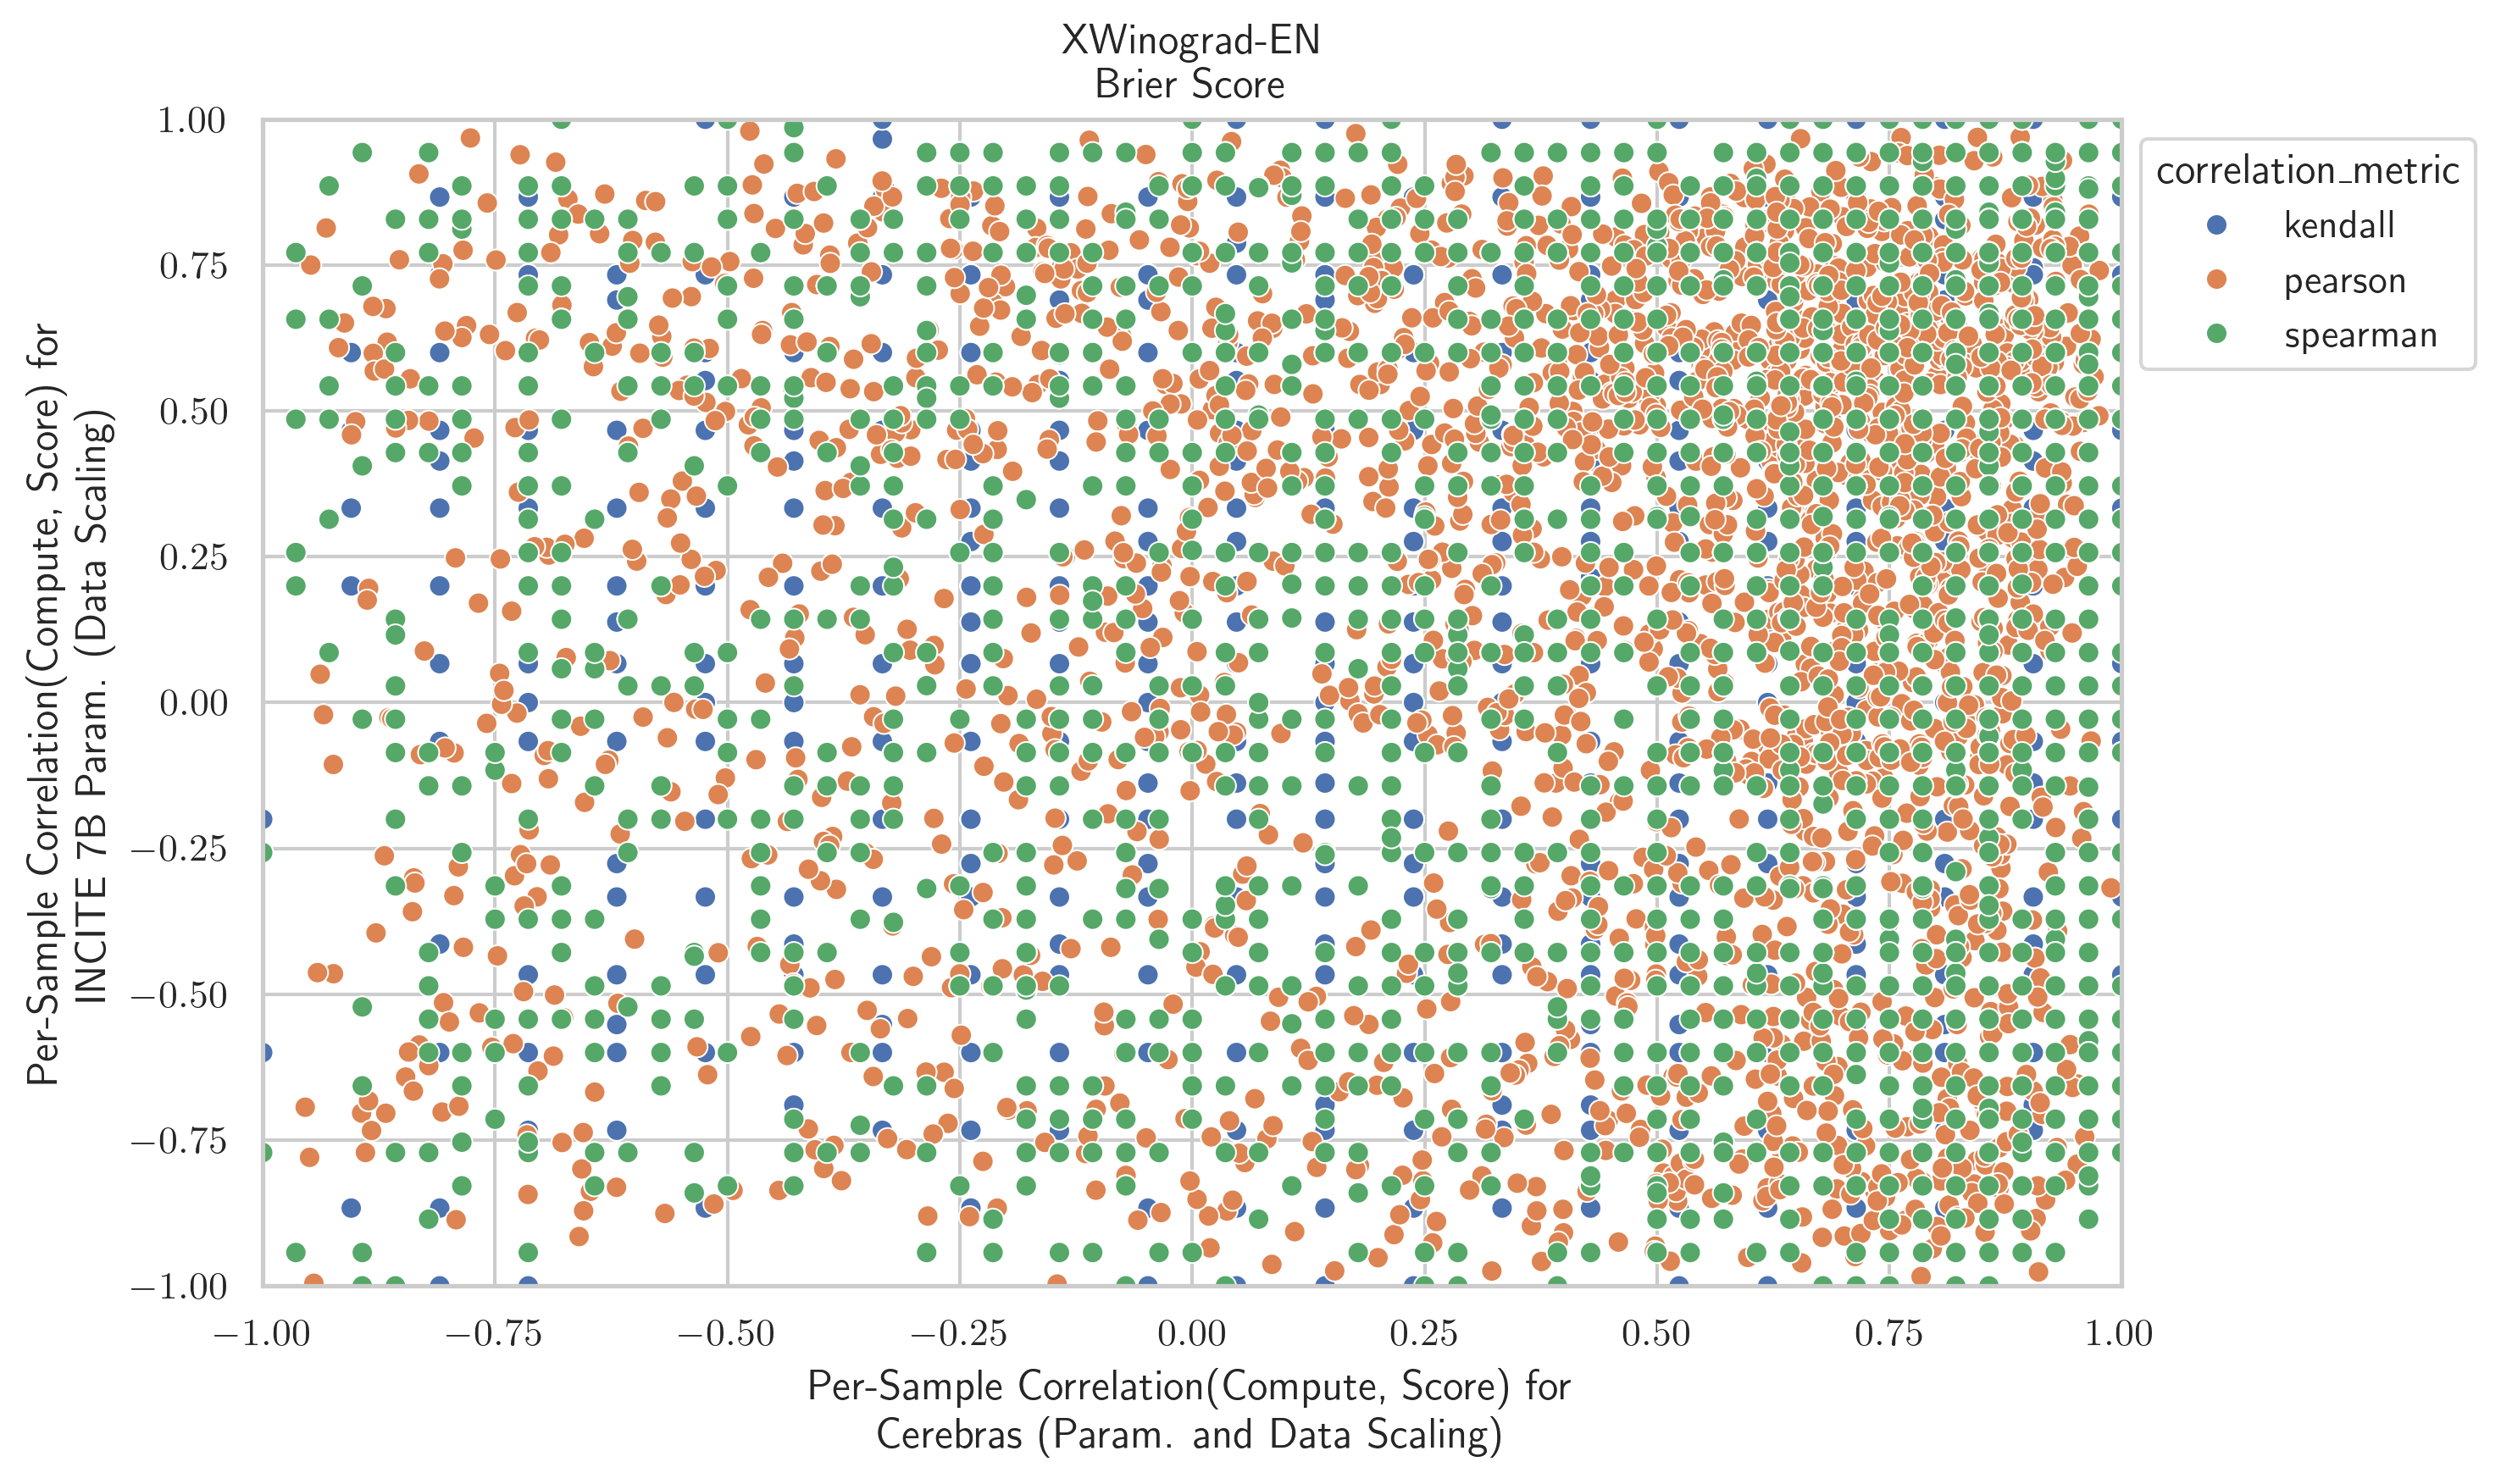 XWinograd-EN
Brier Score
Per-Sample Correlation(Compute, Score) for
INCITE 7B Param. (Data Scaling)
1.00
0.75
0.50
0.25
0.00
−0.25
−0.50
−0.75
−1.00
−1.00
−0.75
−0.50
−0.25
0.00
0.25
0.50
0.75
1.00
Per-Sample Correlation(Compute, Score) for
Cerebras (Param. and Data Scaling)
correlation_metric
kendall
pearson
spearman